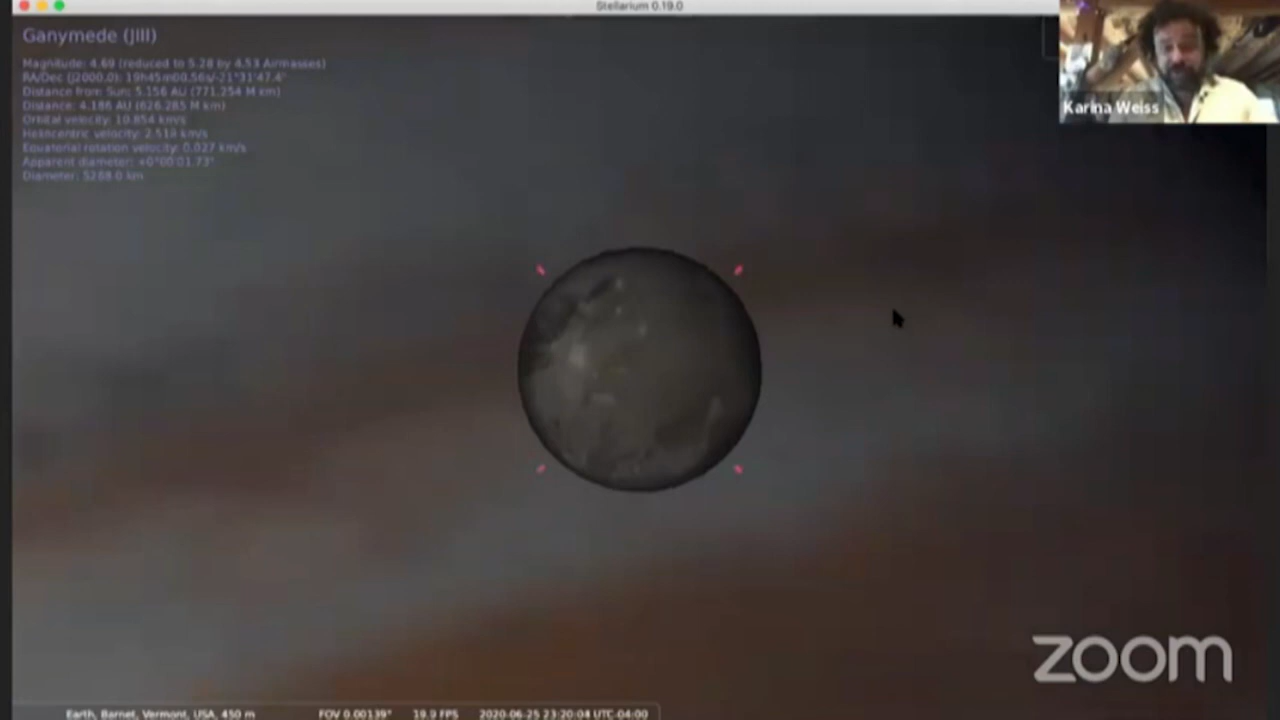 Stellarium 0.19.0
Ganymede (JIII)
Magnitude: 4.69 (reduced to 5.28 by 4.53 Airmasses)
RA/Dec (J2000.0): 19h45m00.56s/-21°31'47.4"
Distance from Sun: 5.156 AU (771.254 M km)
Distance: 4.186 AU (626.285 M km)
Orbital velocity: 10.854 km/s
Heliocentric velocity: 2.519 km/s
Equatorial rotation velocity: 0.027 km/s
Apparent diameter: +0°00'01.73"
Diameter: 5268.0 km
Karina Weiss
zoom
Earth, Barnet, Vermont, USA, 450 m FOV 0.00139° 19.9 FPS 2020-06-25 23:20:04 UTC-04:00